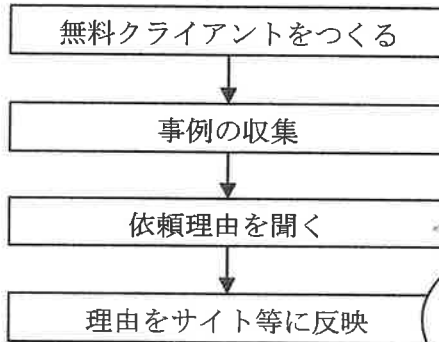 無料クライアントをつくる
事例の収集
依頼理由を聞く
理由をサイト等に反映